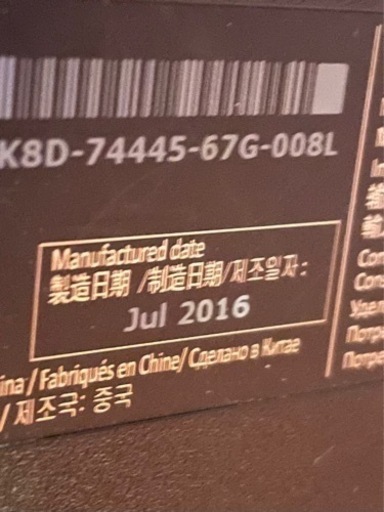 K8D-74445-67G-008L
Manufactured date
製造日期 /制造日期/제조일자 :
Jul 2016
ina / Fabriqués en Chine/ Сделано в Китае
/ 제조국: 중국